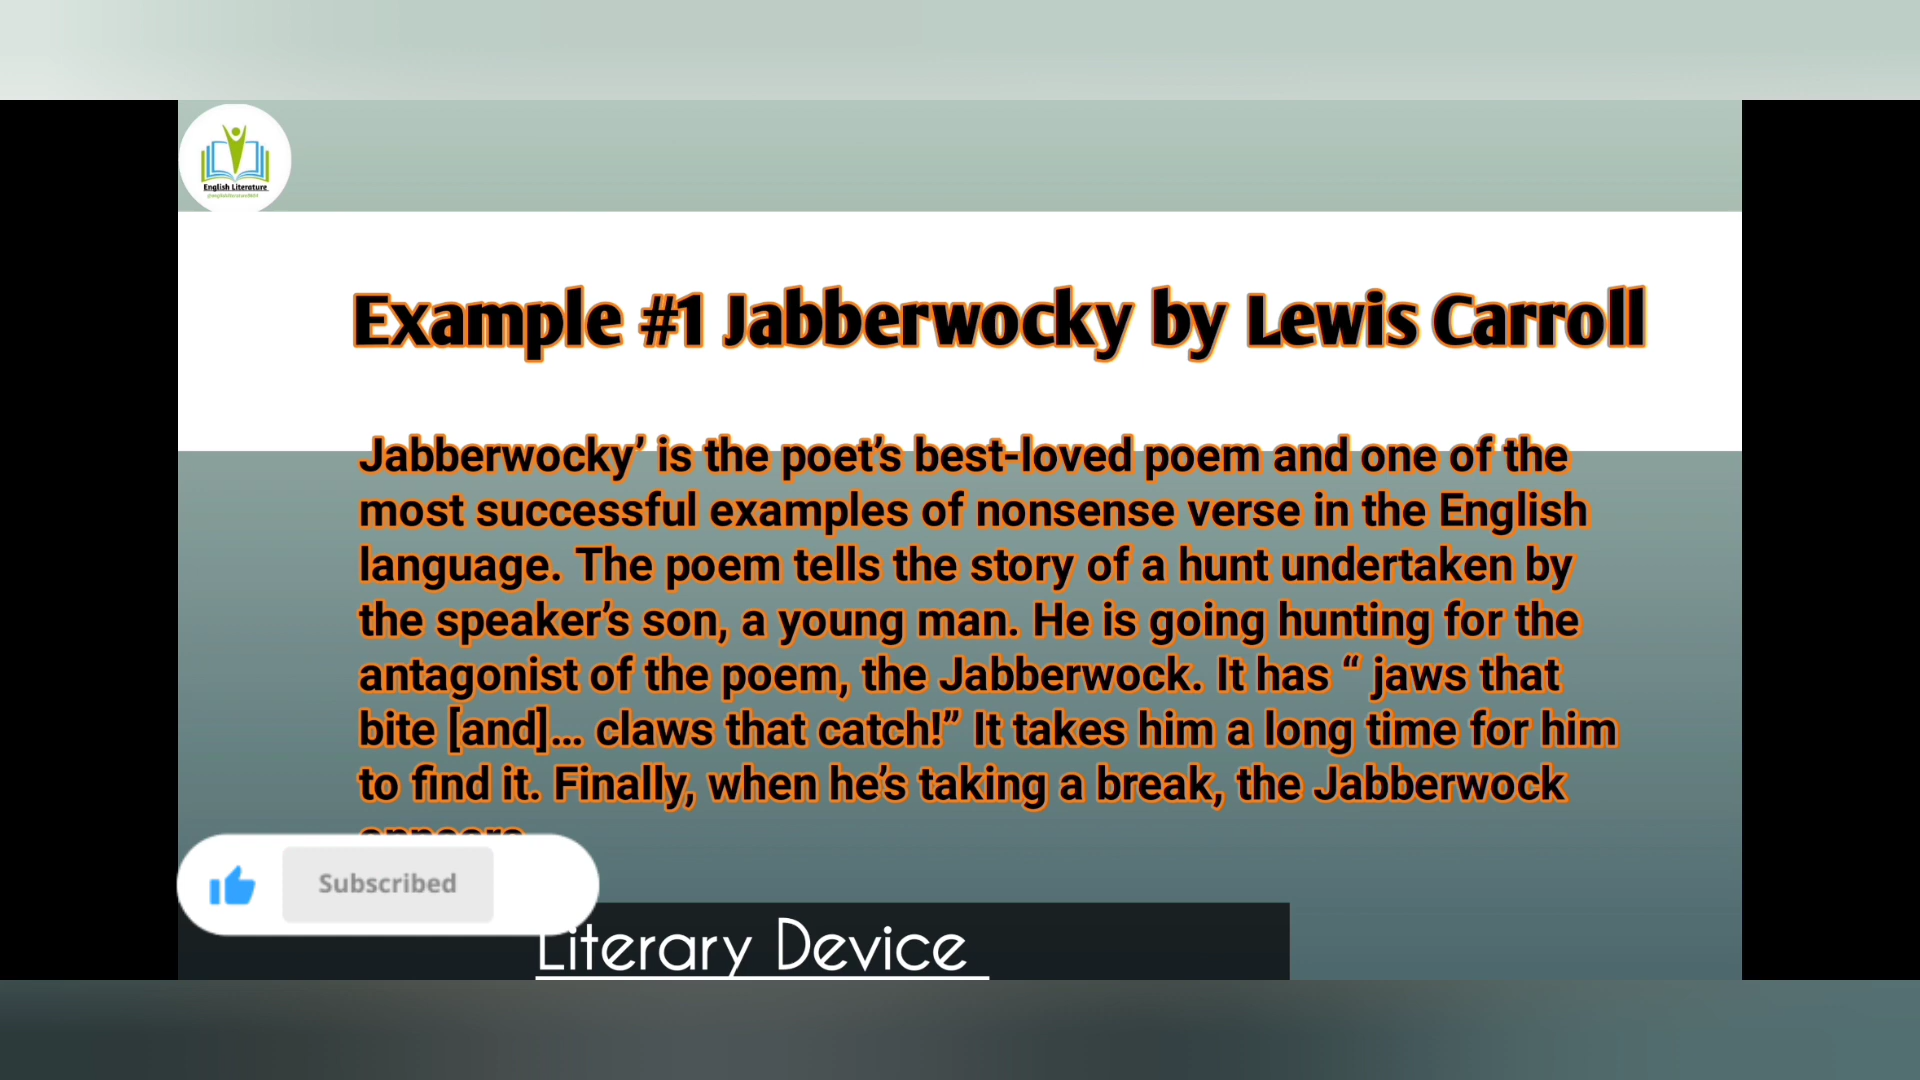 English Literature
Example #1 Jabberwocky by Lewis Carroll
Jabberwocky’ is the poet’s best-loved poem and one of the
most successful examples of nonsense verse in the English
language. The poem tells the story of a hunt undertaken by
the speaker’s son, a young man. He is going hunting for the
antagonist of the poem, the Jabberwock. It has “ jaws that
bite [and]… claws that catch!” It takes him a long time for him
to find it. Finally, when he’s taking a break, the Jabberwock
Subscribed
Literary Device